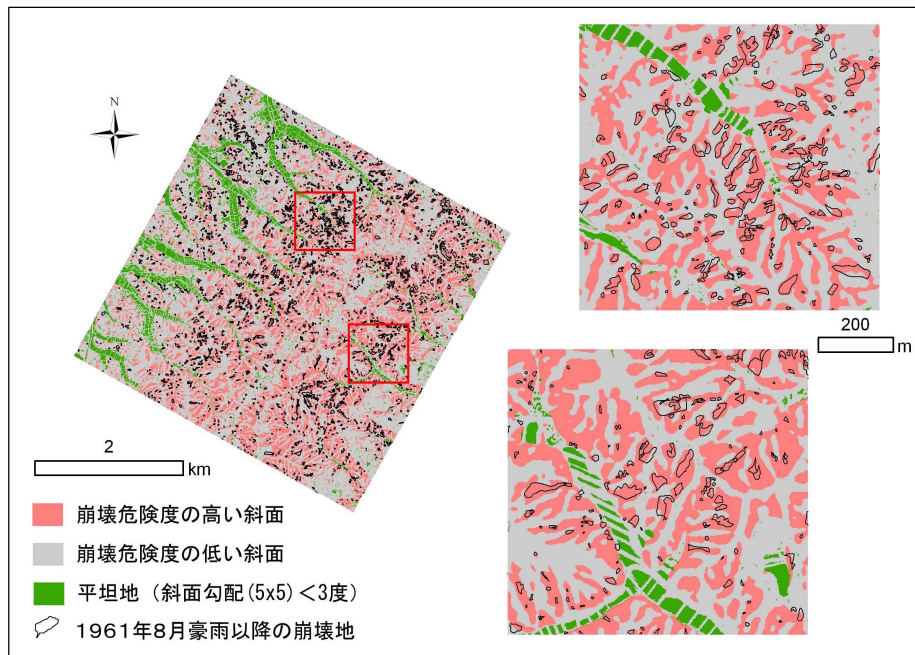 N
200
m
2
km
崩壊危険度の高い斜面
崩壊危険度の低い斜面
平坦地 (斜面勾配(5x5)<3度)
1961年8月豪雨以降の崩壊地